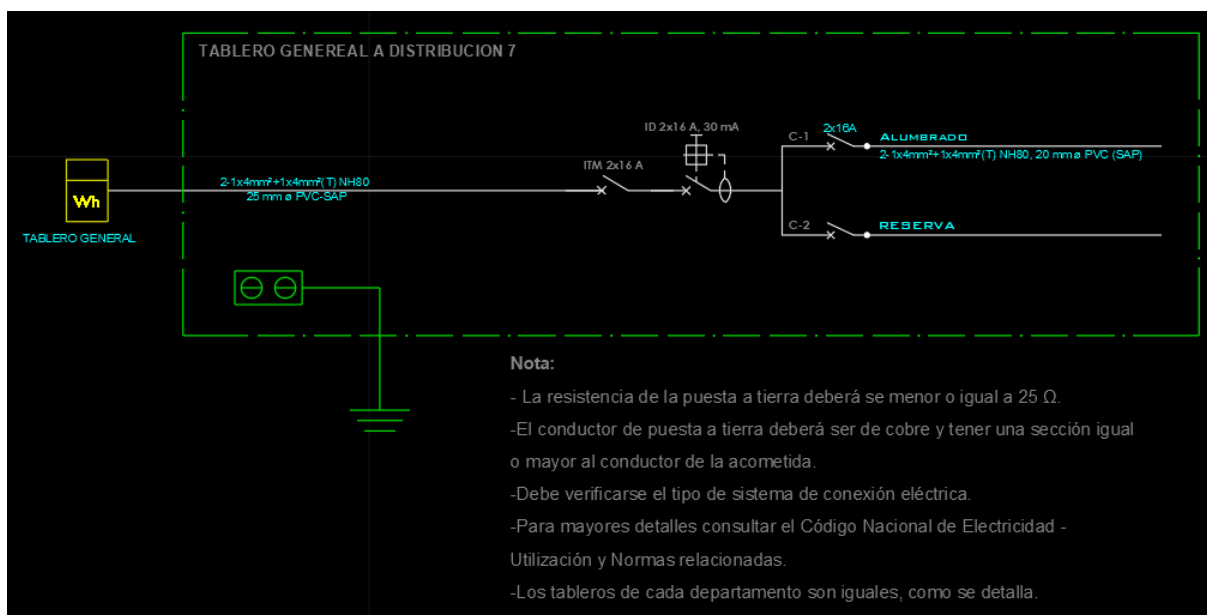 TABLERO GENEREAL A DISTRIBUCION 7
ID 2x16 A, 30 mA
C-1
2x16A
ALUMBRADO
2-1x4mm²+1x4mm²(T) NH80, 20 mm ø PVC (SAP)
ITM 2x16 A
2-1x4mm²+1x4mm²(T) NH80
25 mm ø PVC-SAP
Wh
TABLERO GENERAL
C-2
RESERVA
Nota:
- La resistencia de la puesta a tierra deberá se menor o igual a 25 Ω.
-El conductor de puesta a tierra deberá ser de cobre y tener una sección igual
o mayor al conductor de la acometida.
-Debe verificarse el tipo de sistema de conexión eléctrica.
-Para mayores detalles consultar el Código Nacional de Electricidad -
Utilización y Normas relacionadas.
-Los tableros de cada departamento son iguales, como se detalla.